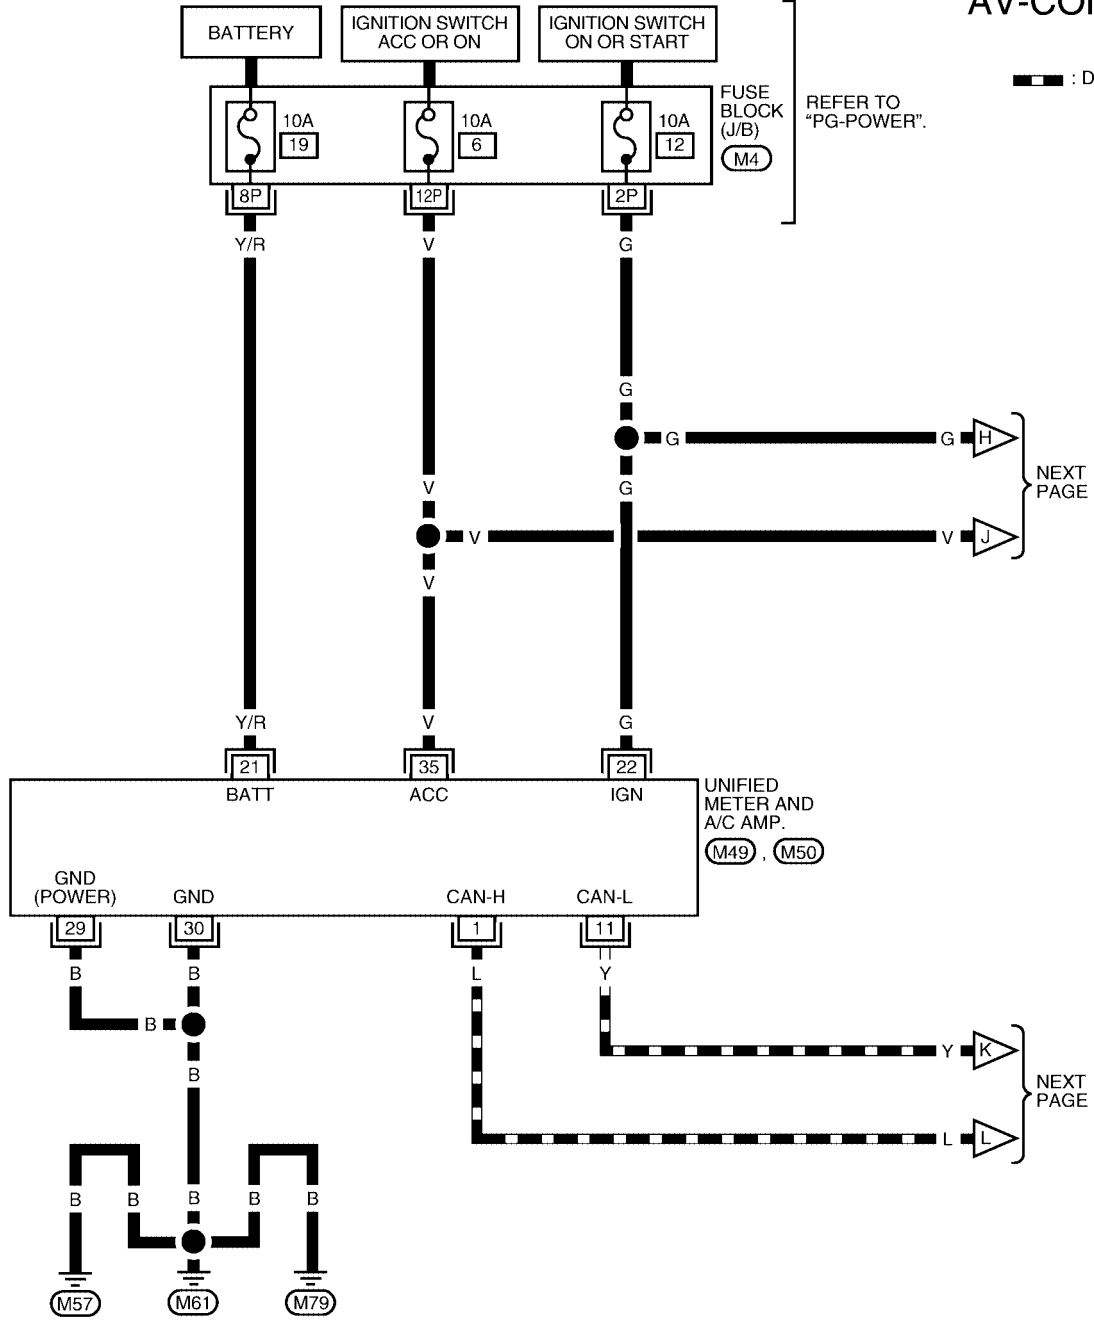 AV-CO
: D
BATTERY
IGNITION SWITCH
ACC OR ON
IGNITION SWITCH
ON OR START
10A
19
10A
6
10A
12
FUSE
BLOCK
(J/B)
M4
REFER TO
“PG-POWER”.
8P
12P
2P
Y/R
V
G
G
G
G
H
V
G
NEXT
PAGE
V
V
J
V
Y/R
V
G
21
35
22
BATT
ACC
IGN
UNIFIED
METER AND
A/C AMP.
M49 , M50
GND
(POWER)
GND
CAN-H
CAN-L
29
30
1
11
B
B
L
Y
B
Y
K
B
NEXT
PAGE
L
L
B
B
B
B
B
M57
M61
M79